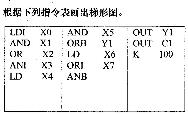 根据下列指令表画出梯形图。
LDI X0 AND X5 OUT Y1
AND X1 ORB Y1 OUT C1
OR X2 LD X6 K 100
ANI X3 ORI X7
LD X4 ANB